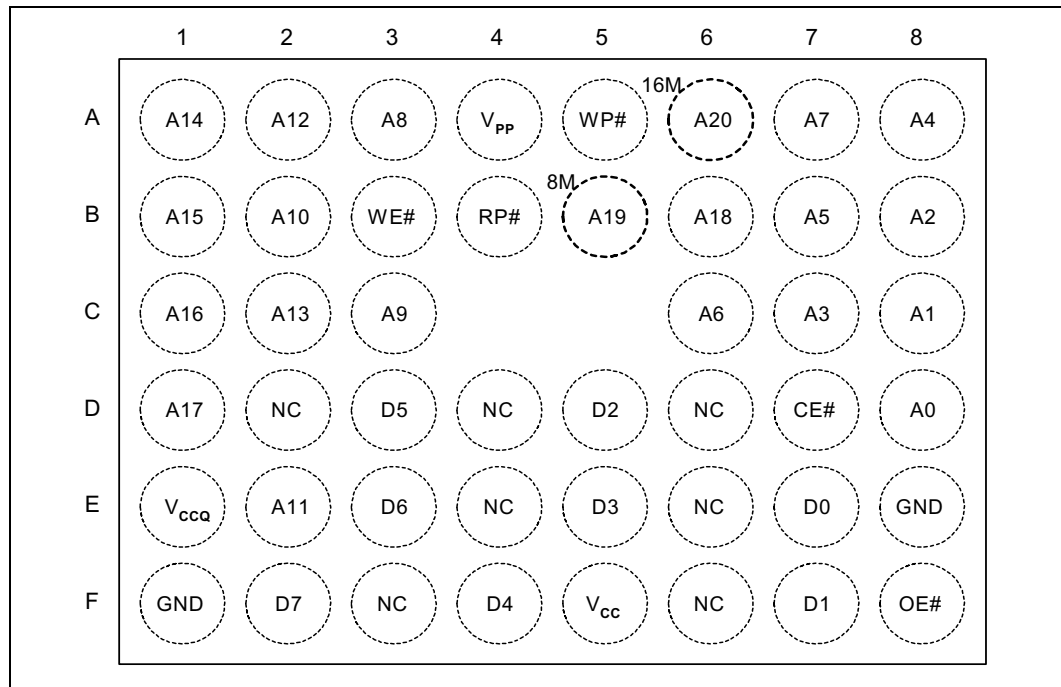 1 2 3 4 5 6 7 8
16M
A A14 A12 A8 VPP WP# A20 A7 A4
8M
B A15 A10 WE# RP# A19 A18 A5 A2
C A16 A13 A9 A6 A3 A1
D A17 NC D5 NC D2 NC CE# A0
E VCCQ A11 D6 NC D3 NC D0 GND
F GND D7 NC D4 VCC NC D1 OE#